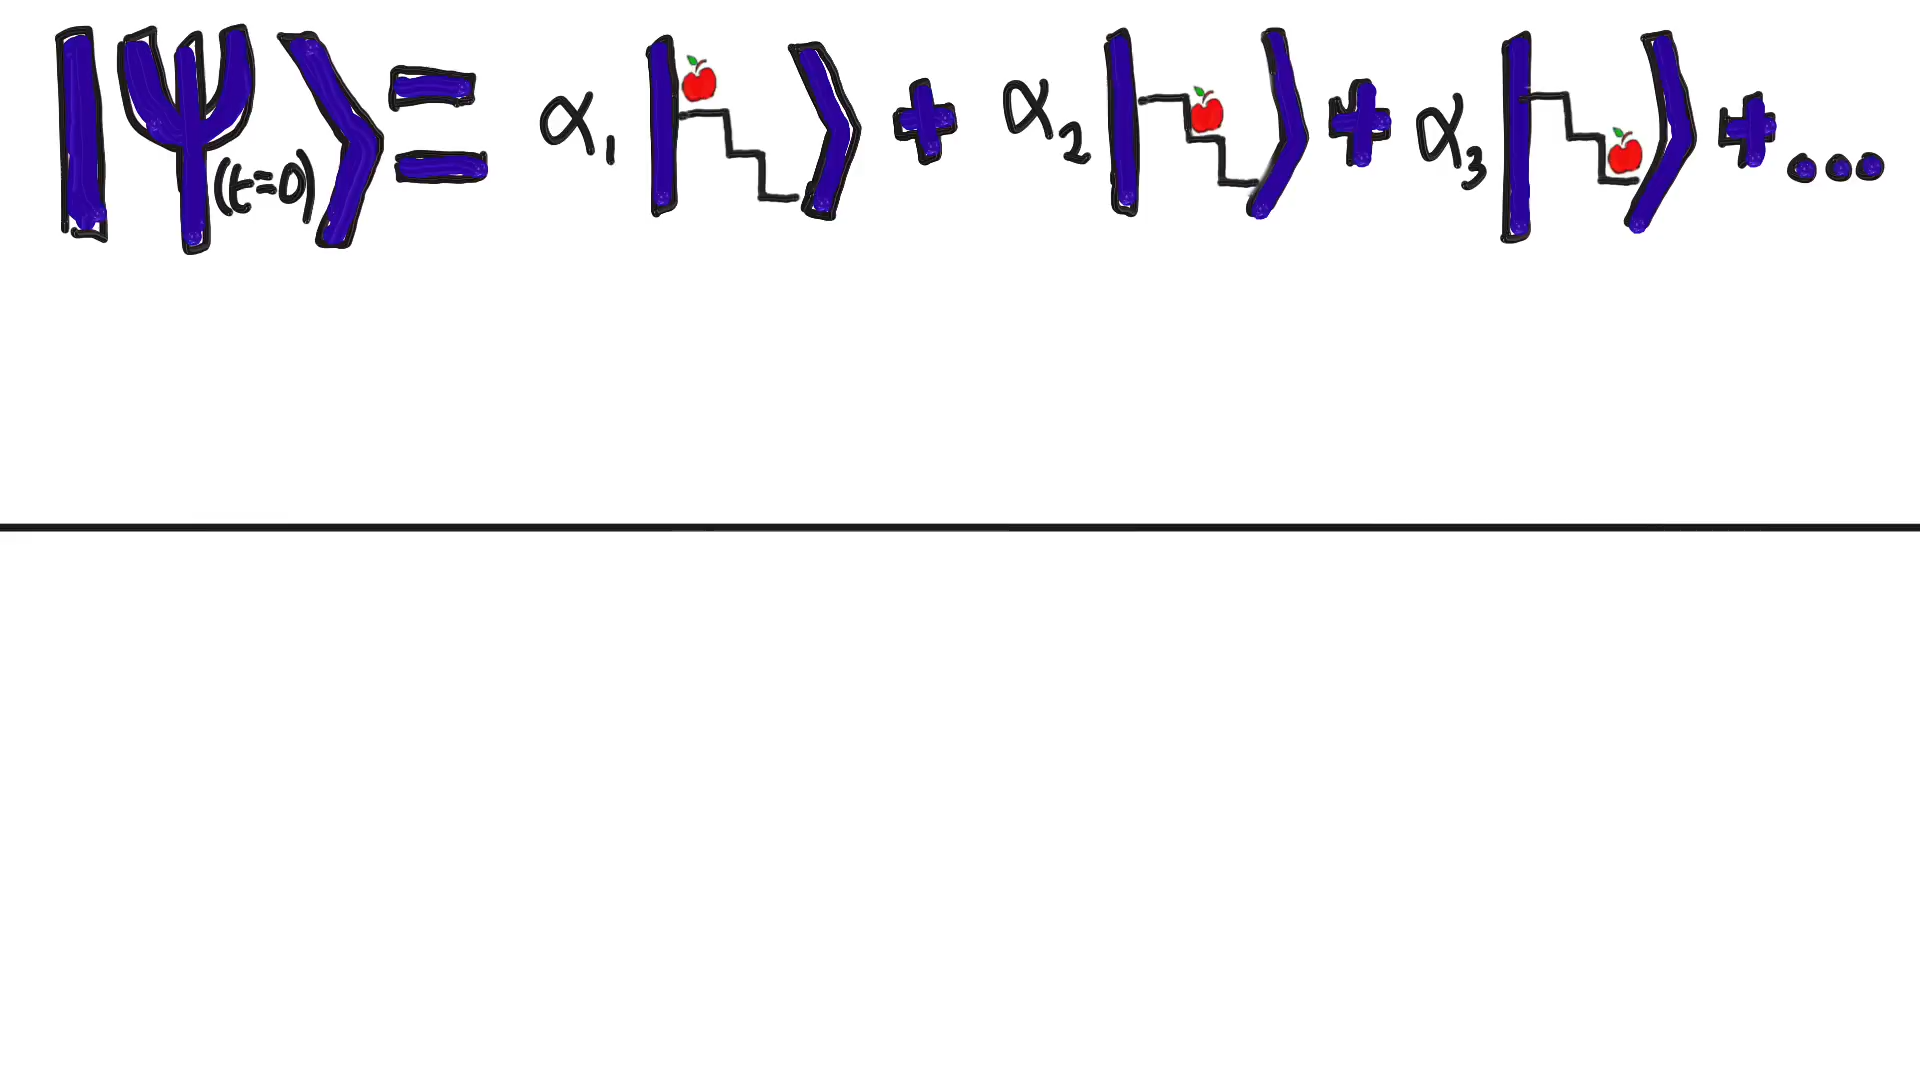 |Ψ(t=0)⟩ = α₁ | ⟩ + α₂ | ⟩ + α₃ | ⟩ + ...